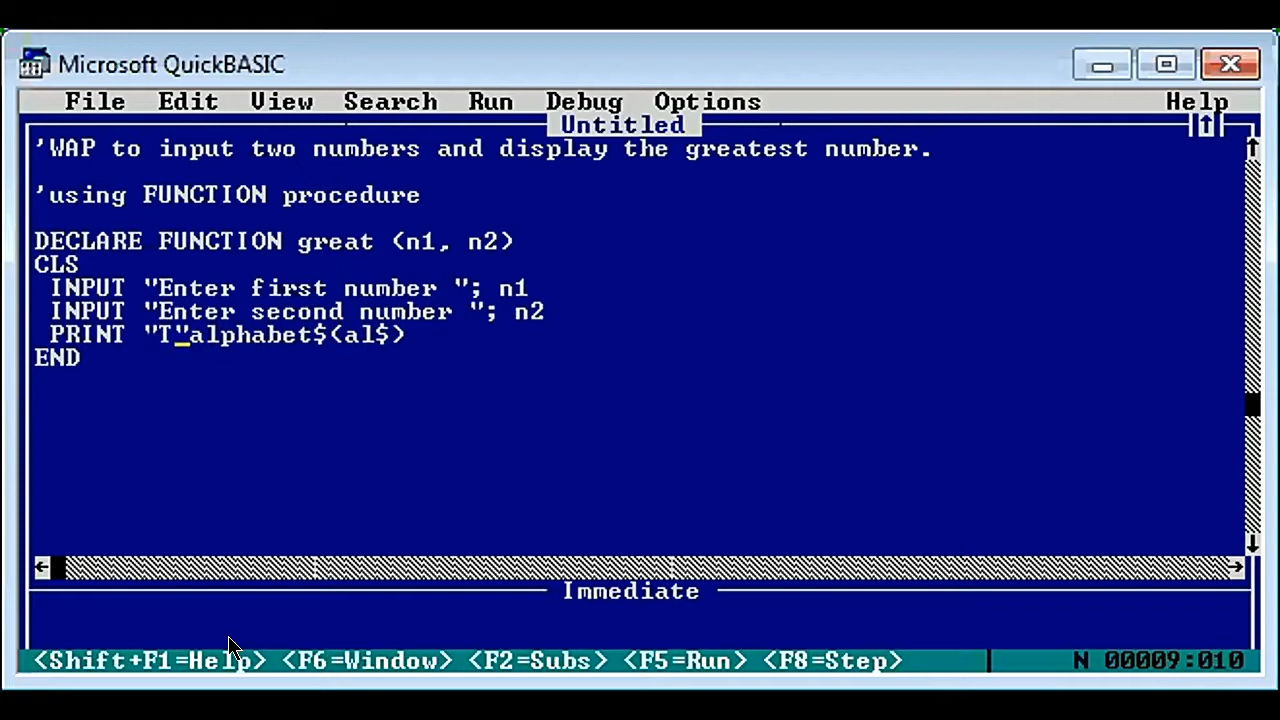 Microsoft QuickBASIC
File Edit View Search Run Debug Options Help
Untitled
'WAP to input two numbers and display the greatest number.
'using FUNCTION procedure
DECLARE FUNCTION great (n1, n2)
CLS
INPUT "Enter first number "; n1
INPUT "Enter second number "; n2
PRINT "T"alphabet$(al$)
END
Immediate
<Shift+F1=Help> <F6=Window> <F2=Subs> <F5=Run> <F8=Step> N 00009:010